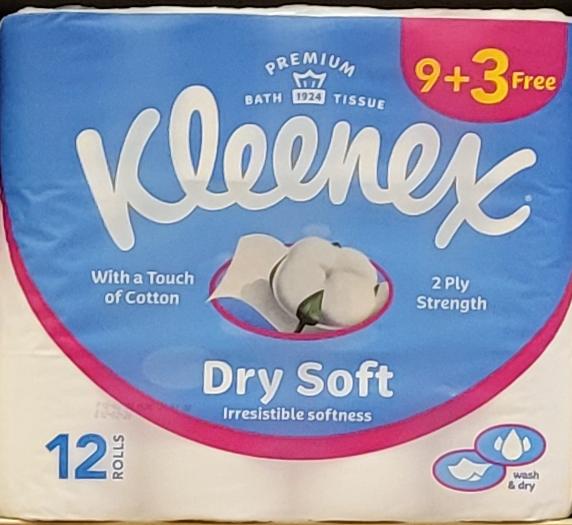 PREMIUM
BATH 1924 TISSUE
9+3 Free
Kleenex®
With a Touch
of Cotton
2 Ply
Strength
Dry Soft
Irresistible softness
12 ROLLS
wash
& dry